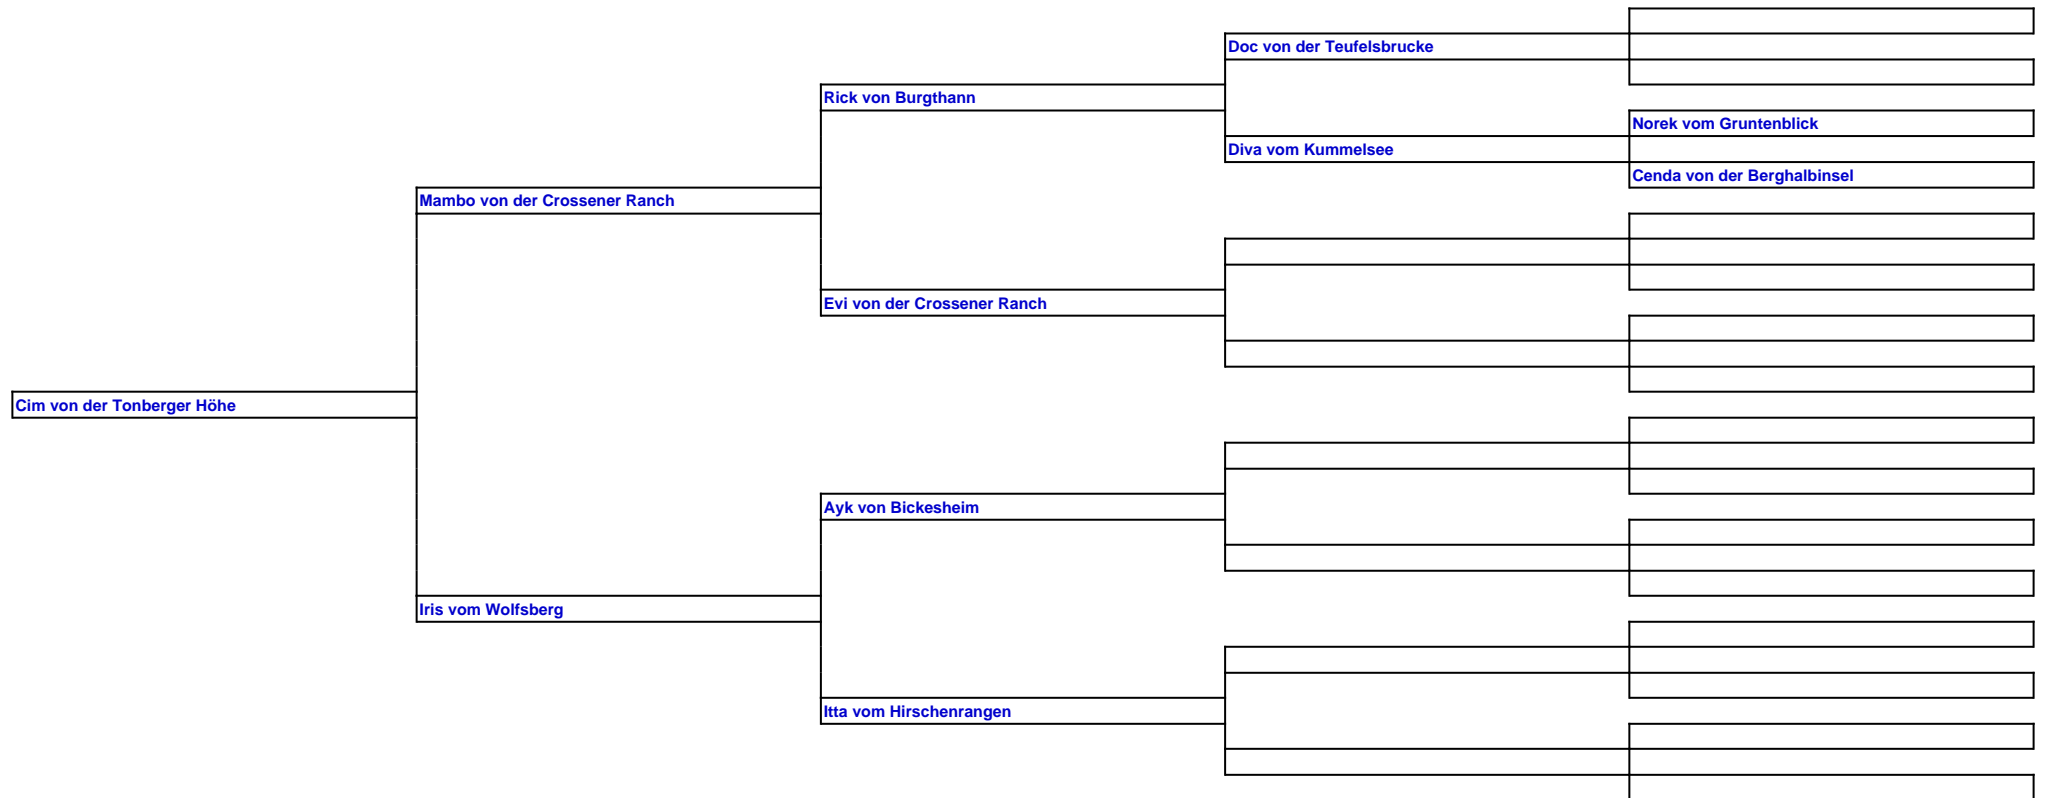 Doc von der Teufelsbrucke
Rick von Burgthann
Norek vom Gruntenblick
Diva vom Kummelsee
Cenda von der Berghalbinsel
Mambo von der Crossener Ranch
Evi von der Crossener Ranch
Cim von der Tonberger Höhe
Ayk von Bickesheim
Iris vom Wolfsberg
Itta vom Hirschenrangen